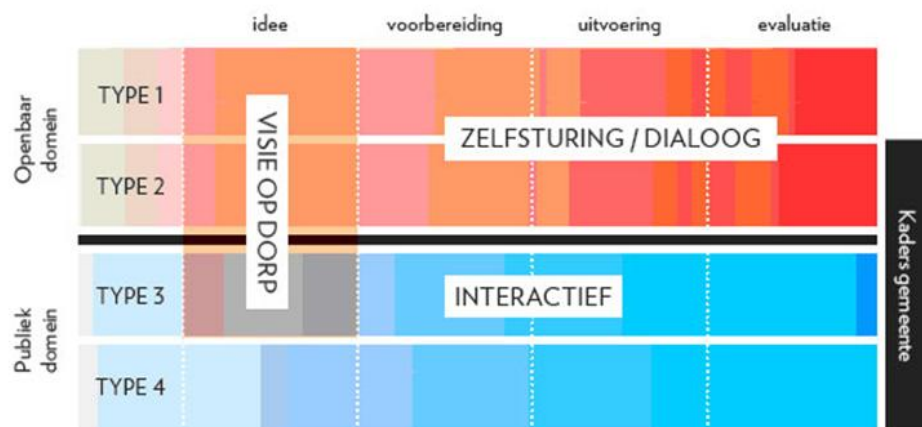 idee voorbereiding uitvoering evaluatie
Openbaar
domein
TYPE 1
TYPE 2
VISIE OP DORP
ZELFSTURING / DIALOOG
Publiek
domein
TYPE 3
TYPE 4
INTERACTIEF
Kaders gemeente